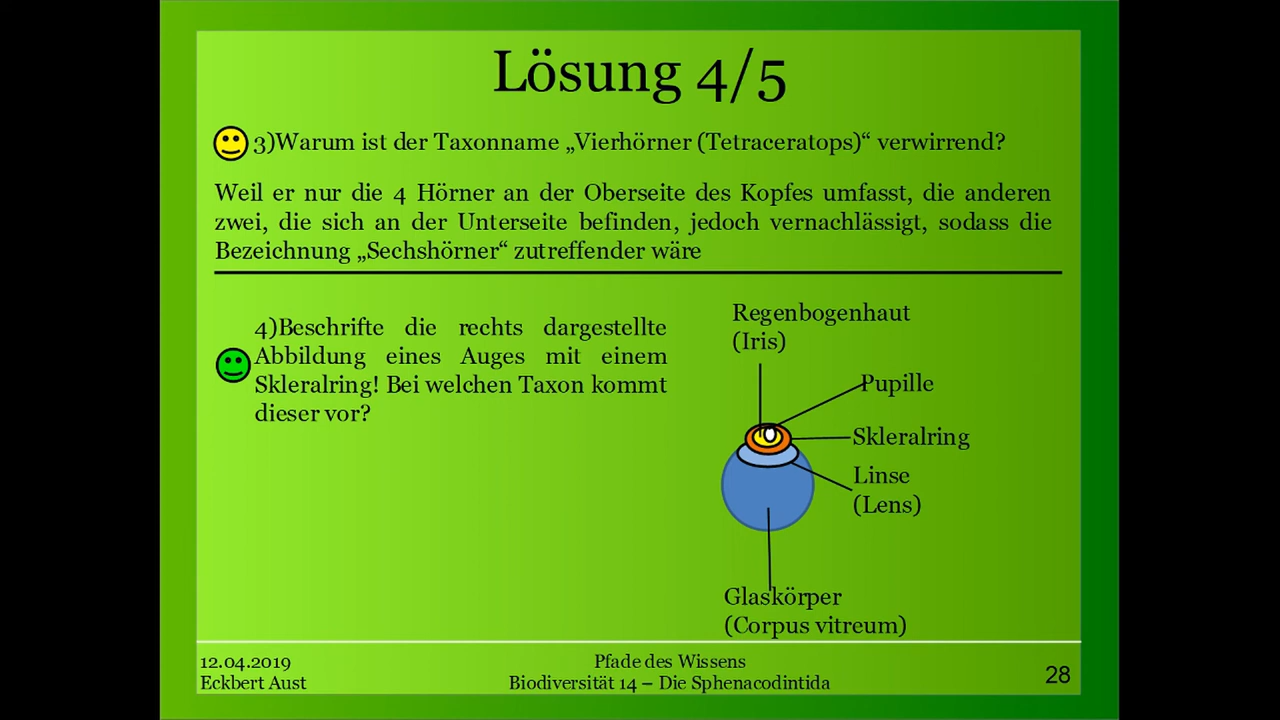 Lösung 4/5
3)Warum ist der Taxonname „Vierhörner (Tetraceratops)“ verwirrend?
Weil er nur die 4 Hörner an der Oberseite des Kopfes umfasst, die anderen
zwei, die sich an der Unterseite befinden, jedoch vernachlässigt, sodass die
Bezeichnung „Sechshörner“ zutreffender wäre
4)Beschrifte die rechts dargestellte
Abbildung eines Auges mit einem
Skleralring! Bei welchen Taxon kommt
dieser vor?
Regenbogenhaut
(Iris)
Pupille
Skleralring
Linse
(Lens)
Glaskörper
(Corpus vitreum)
12.04.2019
Eckbert Aust
Pfade des Wissens
Biodiversität 14 – Die Sphenacodintida
28